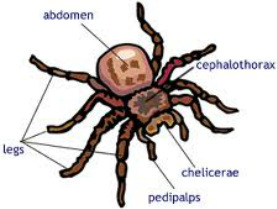 abdomen
cephalothorax
legs
chelicerae
pedipalps